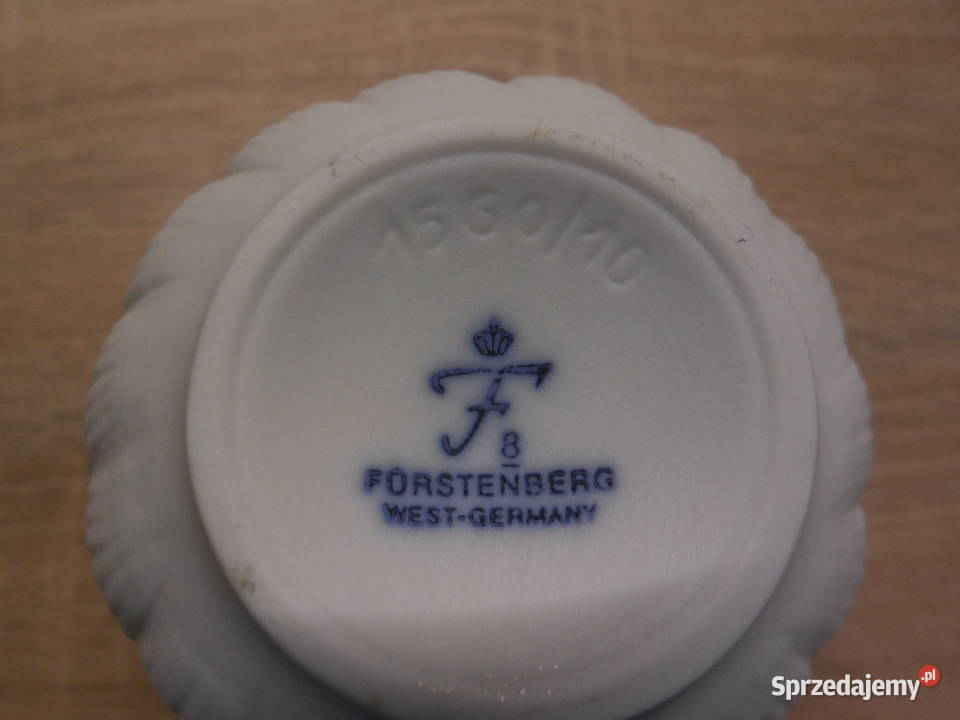 1560/10
F
8
FÜRSTENBERG
WEST-GERMANY
Sprzedajemy.pl